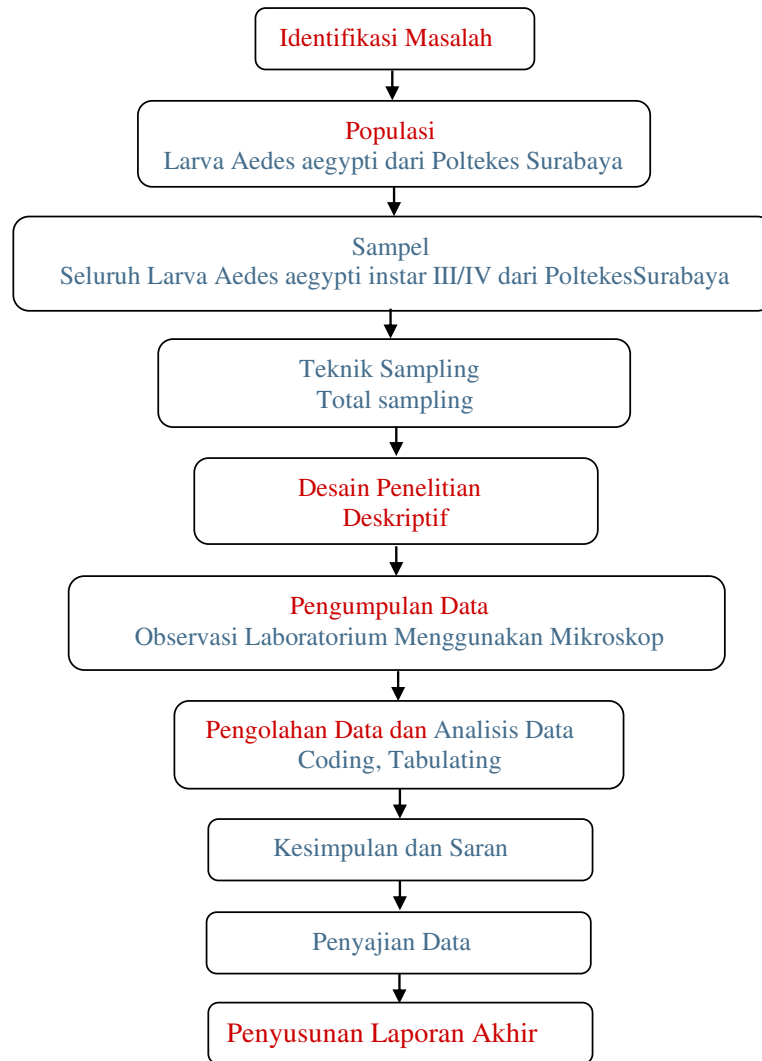 Identifikasi Masalah
Populasi
Larva Aedes aegypti dari Poltekes Surabaya
Sampel
Seluruh Larva Aedes aegypti instar III/IV dari PoltekesSurabaya
Teknik Sampling
Total sampling
Desain Penelitian
Deskriptif
Pengumpulan Data
Observasi Laboratorium Menggunakan Mikroskop
Pengolahan Data dan Analisis Data
Coding, Tabulating
Kesimpulan dan Saran
Penyajian Data
Penyusunan Laporan Akhir